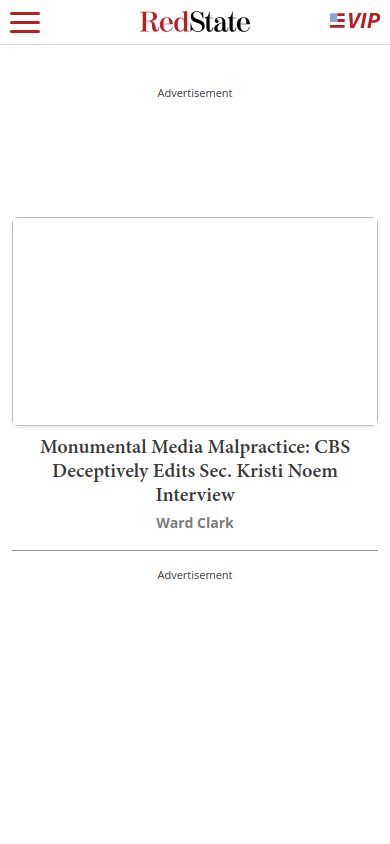 RedState
VIP
Advertisement
Monumental Media Malpractice: CBS
Deceptively Edits Sec. Kristi Noem
Interview
Ward Clark
Advertisement